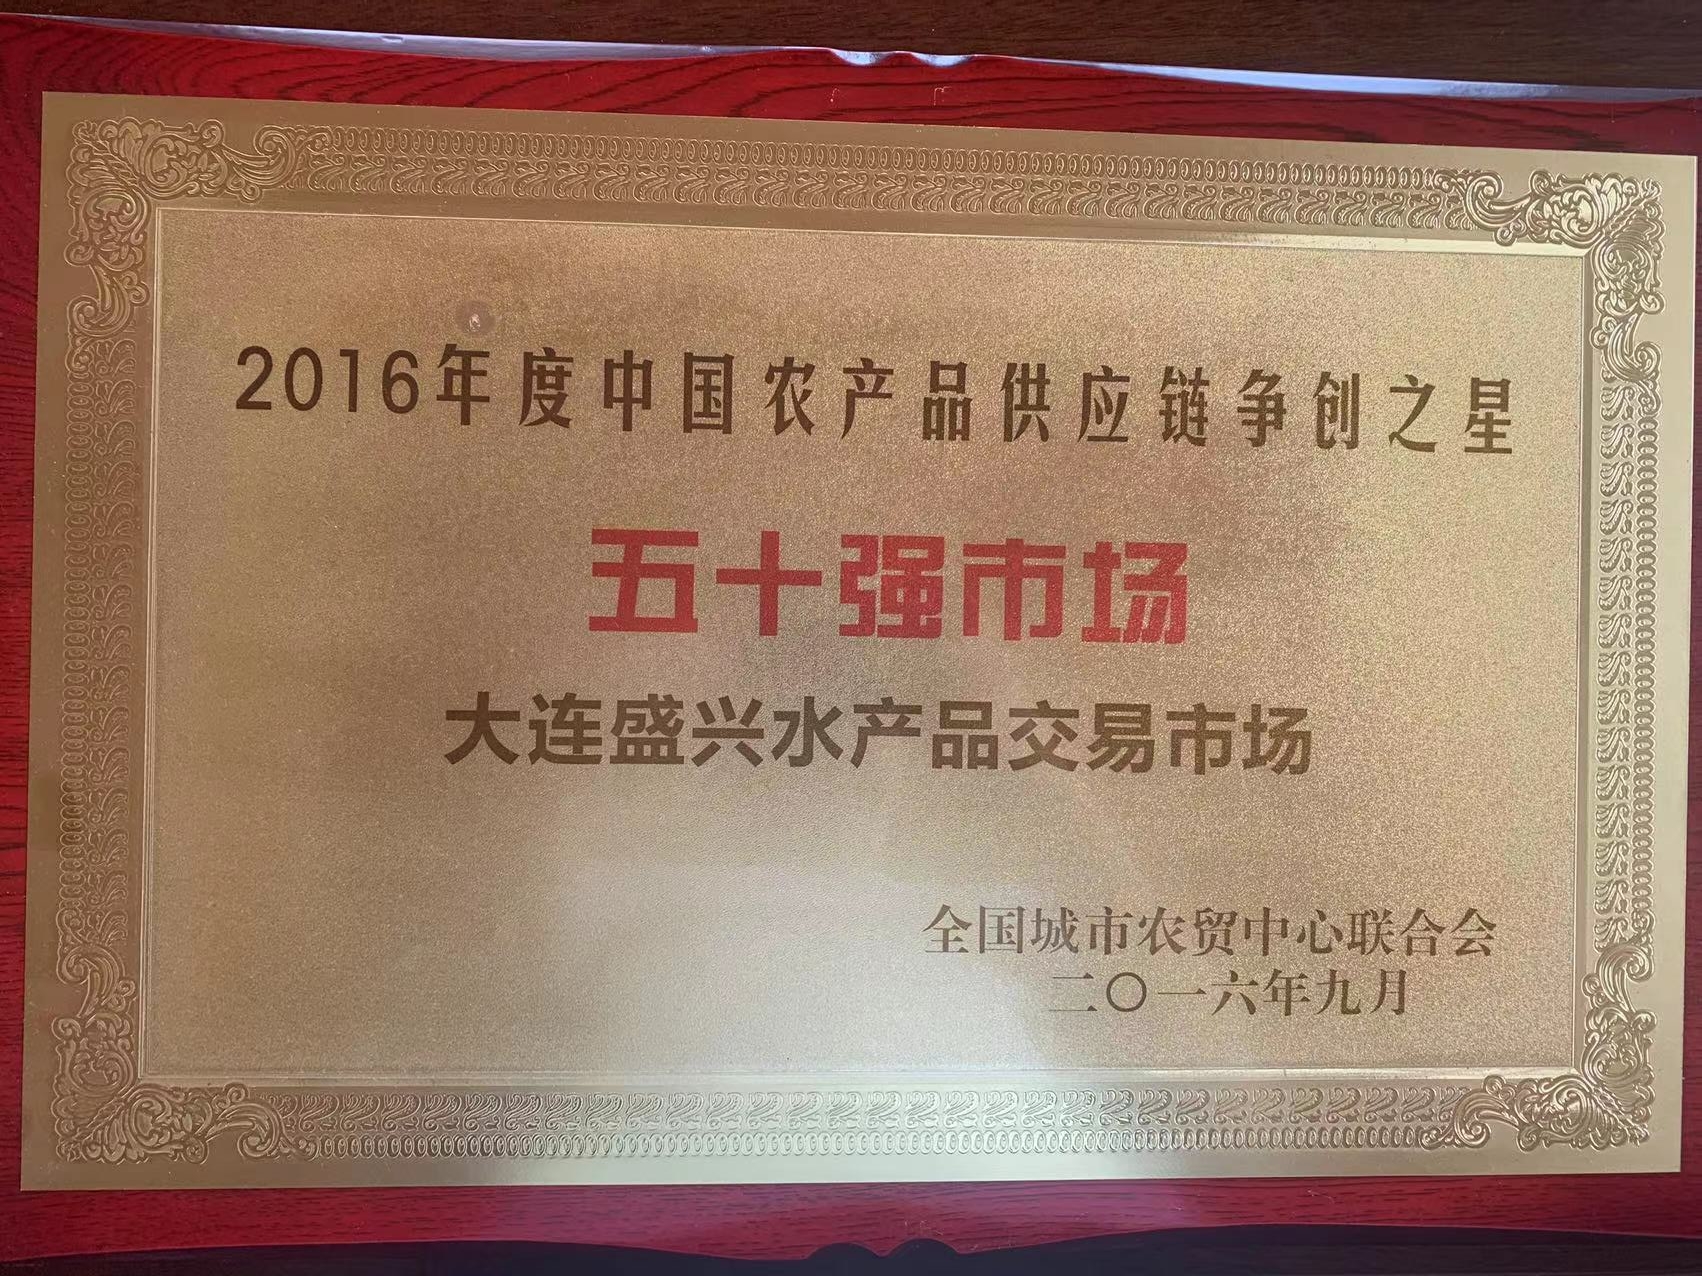 2016年度中国农产品供应链争创之星
五十强市场
大连盛兴水产品交易市场
全国城市农贸中心联合会
二〇一六年九月